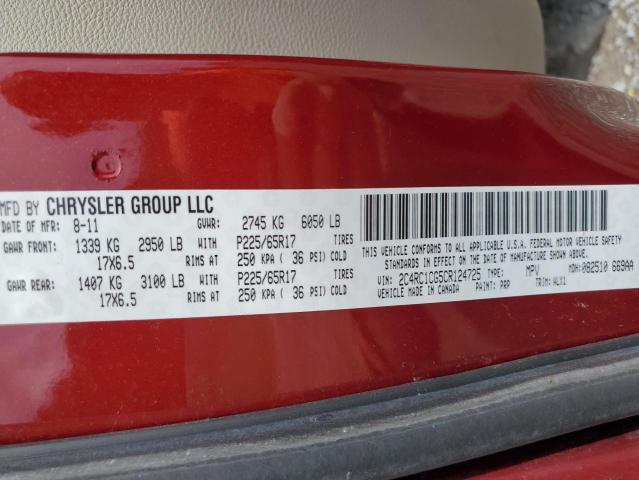 MFD BY CHRYSLER GROUP LLC
DATE OF MFR: 8-11 GVWR: 2745 KG 6050 LB
GAWR FRONT: 1339 KG 2950 LB WITH P225/65R17 TIRES
17X6.5 RIMS AT 250 KPA ( 36 PSI) COLD
GAWR REAR: 1407 KG 3100 LB WITH P225/65R17 TIRES
17X6.5 RIMS AT 250 KPA ( 36 PSI) COLD
THIS VEHICLE CONFORMS TO ALL APPLICABLE U.S.A. FEDERAL MOTOR VEHICLE SAFETY
STANDARDS IN EFFECT ON THE DATE OF MANUFACTURE SHOWN ABOVE.
VIN: 2C4RC1CG5CR124725 TYPE: MPV MDH: 082510 669AA
VEHICLE MADE IN CANADA PAINT: PRP TRIM: ALX1